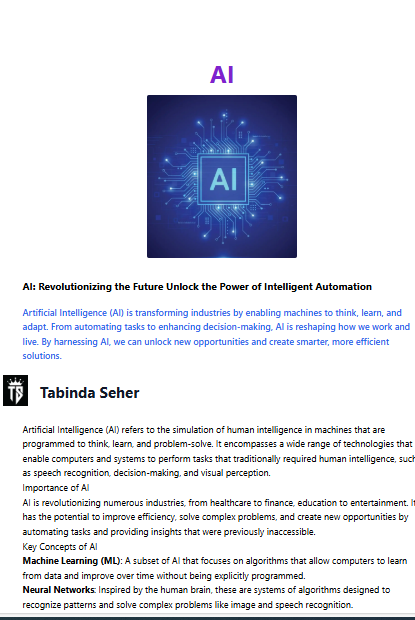 AI
AI
AI: Revolutionizing the Future Unlock the Power of Intelligent Automation
Artificial Intelligence (AI) is transforming industries by enabling machines to think, learn, and
adapt. From automating tasks to enhancing decision-making, AI is reshaping how we work and
live. By harnessing AI, we can unlock new opportunities and create smarter, more efficient
solutions.
Tabinda Seher
Artificial Intelligence (AI) refers to the simulation of human intelligence in machines that are
programmed to think, learn, and problem-solve. It encompasses a wide range of technologies that
enable computers and systems to perform tasks that traditionally required human intelligence, such
as speech recognition, decision-making, and visual perception.
Importance of AI
AI is revolutionizing numerous industries, from healthcare to finance, education to entertainment. It
has the potential to improve efficiency, solve complex problems, and create new opportunities by
automating tasks and providing insights that were previously inaccessible.
Key Concepts of AI
Machine Learning (ML): A subset of AI that focuses on algorithms that allow computers to learn
from data and improve over time without being explicitly programmed.
Neural Networks: Inspired by the human brain, these are systems of algorithms designed to
recognize patterns and solve complex problems like image and speech recognition.